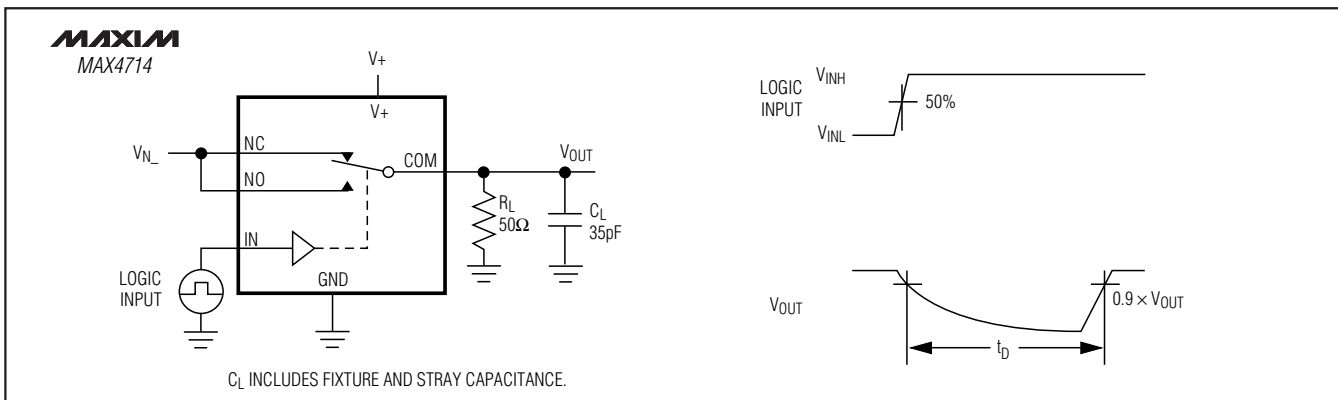 MAXIM
MAX4714
V+
V+
V_N_
NC
NO
COM
V_OUT
R_L
50Ω
C_L
35pF
IN
LOGIC
INPUT
GND
C_L INCLUDES FIXTURE AND STRAY CAPACITANCE.
LOGIC
INPUT
V_INH
V_INL
50%
V_OUT
0.9 × V_OUT
t_D